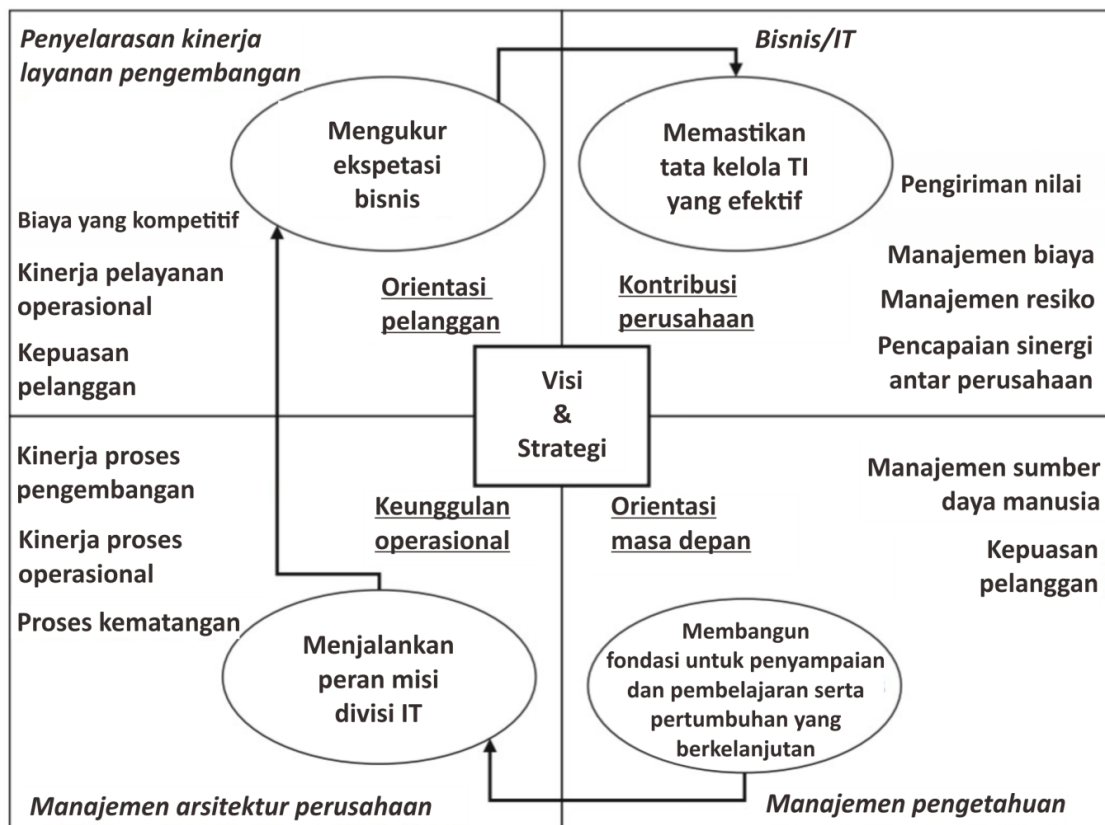 Penyelarasan kinerja
layanan pengembangan
Mengukur
ekspetasi
bisnis
Biaya yang kompetitif
Kinerja pelayanan
operasional
Kepuasan
pelanggan
Orientasi
pelanggan
Bisnis/IT
Memastikan
tata kelola TI
yang efektif
Pengiriman nilai
Manajemen biaya
Manajemen resiko
Pencapaian sinergi
antar perusahaan
Kontribusi
perusahaan
Visi
&
Strategi
Kinerja proses
pengembangan
Kinerja proses
operasional
Proses kematangan
Keunggulan
operasional
Menjalankan
peran misi
divisi IT
Manajemen arsitektur perusahaan
Orientasi
masa depan
Manajemen sumber
daya manusia
Kepuasan
pelanggan
Membangun
fondasi untuk penyampaian
dan pembelajaran serta
pertumbuhan yang
berkelanjutan
Manajemen pengetahuan